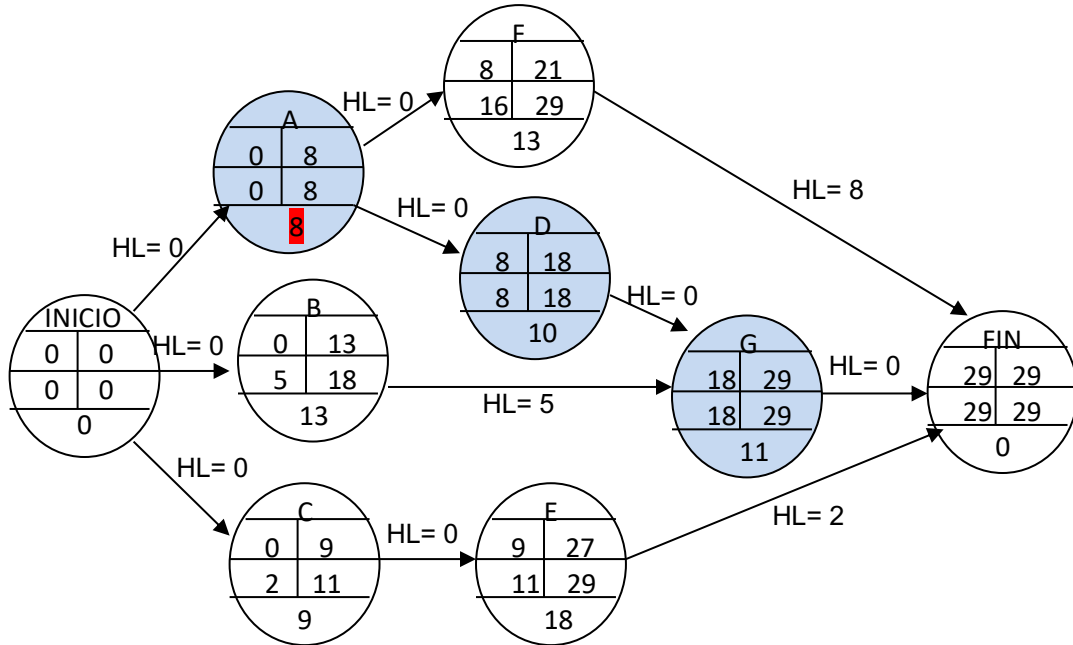 F
8 21
16 29
13
HL= 0
A
0 8
0 8
8
HL= 8
HL= 0
D
8 18
8 18
10
HL= 0
HL= 0
INICIO
0 0
0 0
0
HL= 0
B
0 13
5 18
13
HL= 5
G
18 29
18 29
11
HL= 0
FIN
29 29
29 29
0
HL= 0
C
0 9
2 11
9
HL= 0
E
9 27
11 29
18
HL= 2